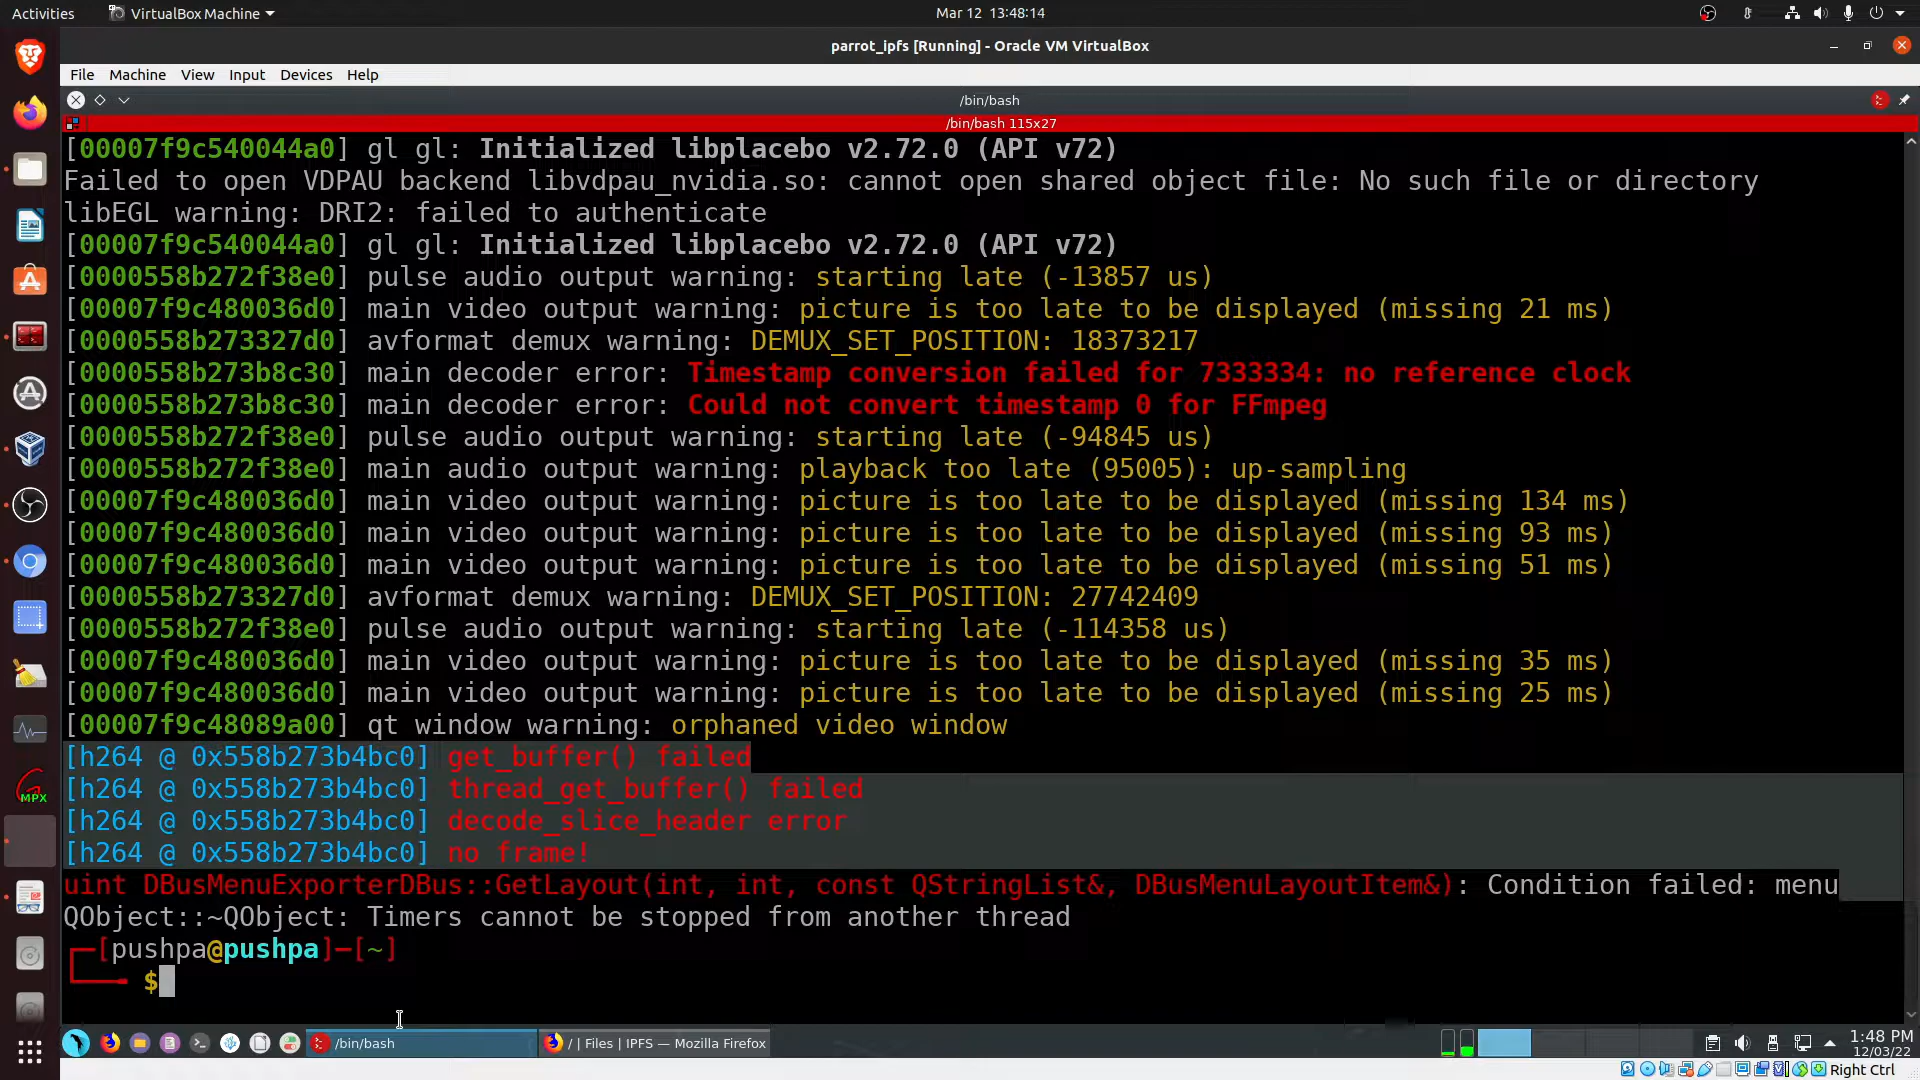 Activities
VirtualBox Machine
Mar 12 13:48:14
parrot_ipfs [Running] - Oracle VM VirtualBox
File Machine View Input Devices Help
/bin/bash
/bin/bash 115x27
[00007f9c540044a0] gl gl: Initialized libplacebo v2.72.0 (API v72)
Failed to open VDPAU backend libvdpau_nvidia.so: cannot open shared object file: No such file or directory
libEGL warning: DRI2: failed to authenticate
[00007f9c540044a0] gl gl: Initialized libplacebo v2.72.0 (API v72)
[0000558b272f38e0] pulse audio output warning: starting late (-13857 us)
[00007f9c480036d0] main video output warning: picture is too late to be displayed (missing 21 ms)
[0000558b273327d0] avformat demux warning: DEMUX_SET_POSITION: 18373217
[0000558b273b8c30] main decoder error: Timestamp conversion failed for 7333334: no reference clock
[0000558b273b8c30] main decoder error: Could not convert timestamp 0 for FFmpeg
[0000558b272f38e0] pulse audio output warning: starting late (-94845 us)
[0000558b272f38e0] main audio output warning: playback too late (95005): up-sampling
[00007f9c480036d0] main video output warning: picture is too late to be displayed (missing 134 ms)
[00007f9c480036d0] main video output warning: picture is too late to be displayed (missing 93 ms)
[00007f9c480036d0] main video output warning: picture is too late to be displayed (missing 51 ms)
[0000558b273327d0] avformat demux warning: DEMUX_SET_POSITION: 27742409
[0000558b272f38e0] pulse audio output warning: starting late (-114358 us)
[00007f9c480036d0] main video output warning: picture is too late to be displayed (missing 35 ms)
[00007f9c480036d0] main video output warning: picture is too late to be displayed (missing 25 ms)
[00007f9c48089a00] qt window warning: orphaned video window
[h264 @ 0x558b273b4bc0] get_buffer() failed
[h264 @ 0x558b273b4bc0] thread_get_buffer() failed
[h264 @ 0x558b273b4bc0] decode_slice_header error
[h264 @ 0x558b273b4bc0] no frame!
uint DBusMenuExporterDBus::GetLayout(int, int, const QStringList&, DBusMenuLayoutItem&): Condition failed: menu
QObject::~QObject: Timers cannot be stopped from another thread
┌─[pushpa@pushpa]─[~]
└──╼ $
MPX
/bin/bash
/ | Files | IPFS — Mozilla Firefox
1:48 PM
12/03/22
Right Ctrl